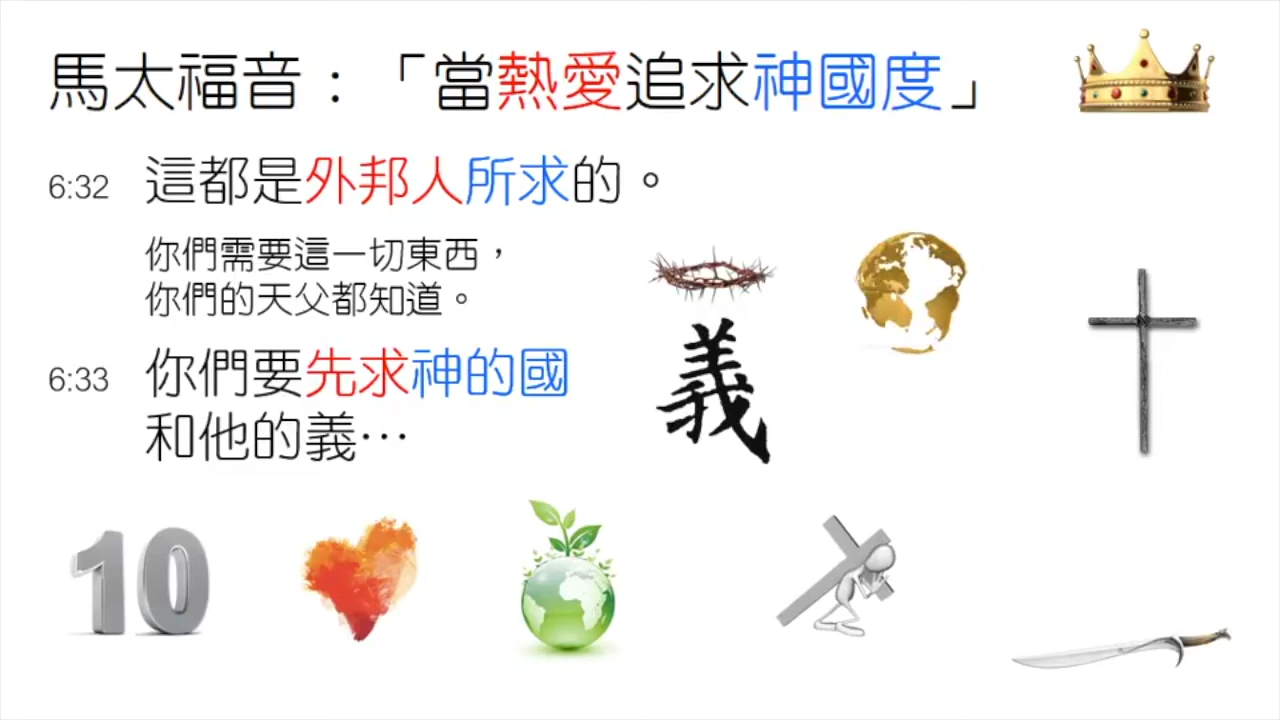 馬太福音：「當熱愛追求神國度」
6:32 這都是外邦人所求的。
你們需要這一切東西，
你們的天父都知道。
6:33 你們要先求神的國
和他的義…
義
10